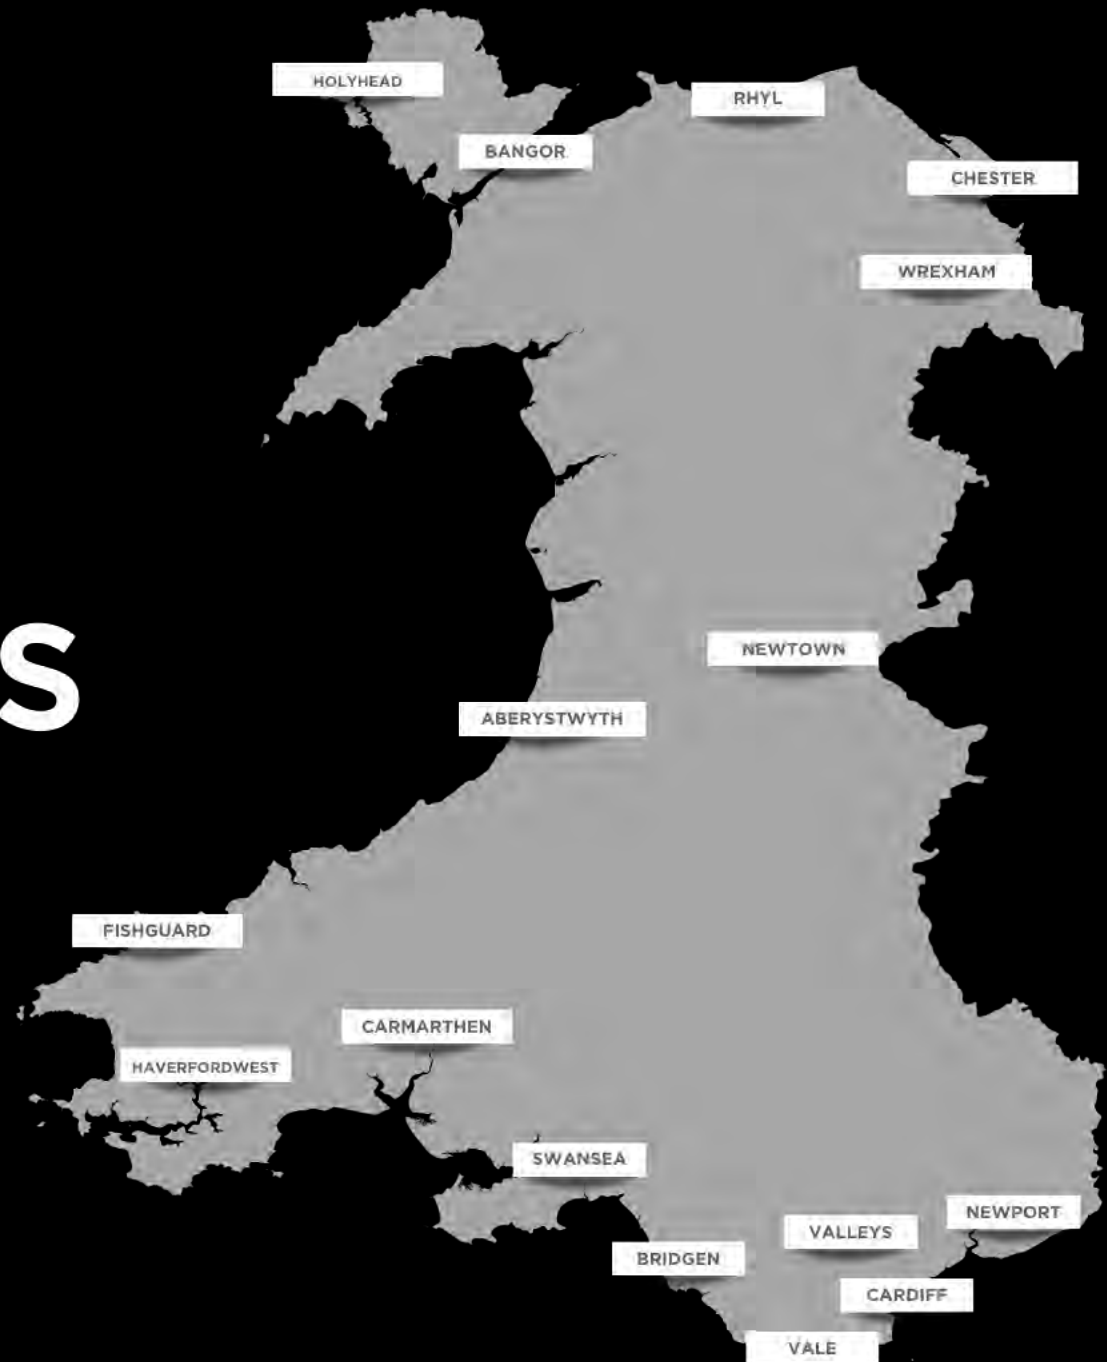 HOLYHEAD
RHYL
BANGOR
CHESTER
WREXHAM
NEWTOWN
S
ABERYSTWYTH
FISHGUARD
CARMARTHEN
HAVERFORDWEST
SWANSEA
NEWPORT
VALLEYS
BRIDGEN
CARDIFF
VALE